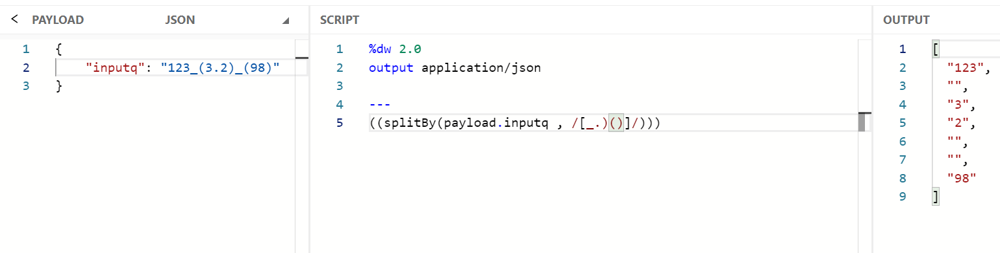 < PAYLOAD JSON
1 {
2 "inputq": "123_(3.2)_(98)"
3 }
SCRIPT
1 %dw 2.0
2 output application/json
3
4 ---
5 ((splitBy(payload.inputq , /[_.)()]/)))
OUTPUT
1 [
2 "123",
3 "",
4 "3",
5 "2",
6 "",
7 "",
8 "98"
9 ]